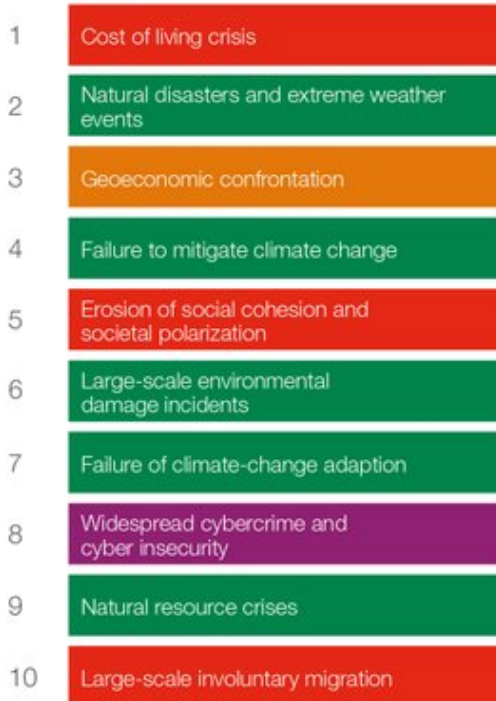 1 Cost of living crisis
2 Natural disasters and extreme weather
events
3 Geoeconomic confrontation
4 Failure to mitigate climate change
5 Erosion of social cohesion and
societal polarization
6 Large-scale environmental
damage incidents
7 Failure of climate-change adaption
8 Widespread cybercrime and
cyber insecurity
9 Natural resource crises
10 Large-scale involuntary migration